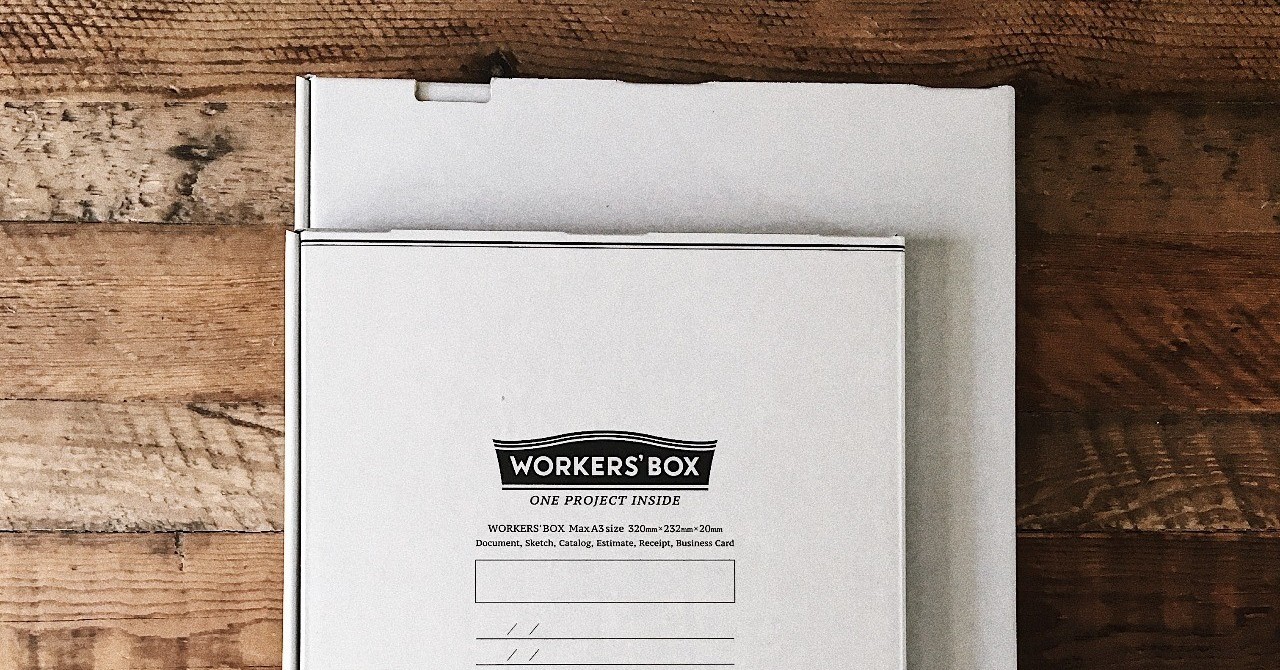 WORKERS' BOX
ONE PROJECT INSIDE
WORKERS' BOX Max A3 size 320mm×232mm×20mm
Document, Sketch, Catalog, Estimate, Receipt, Business Card
/ /
/ /